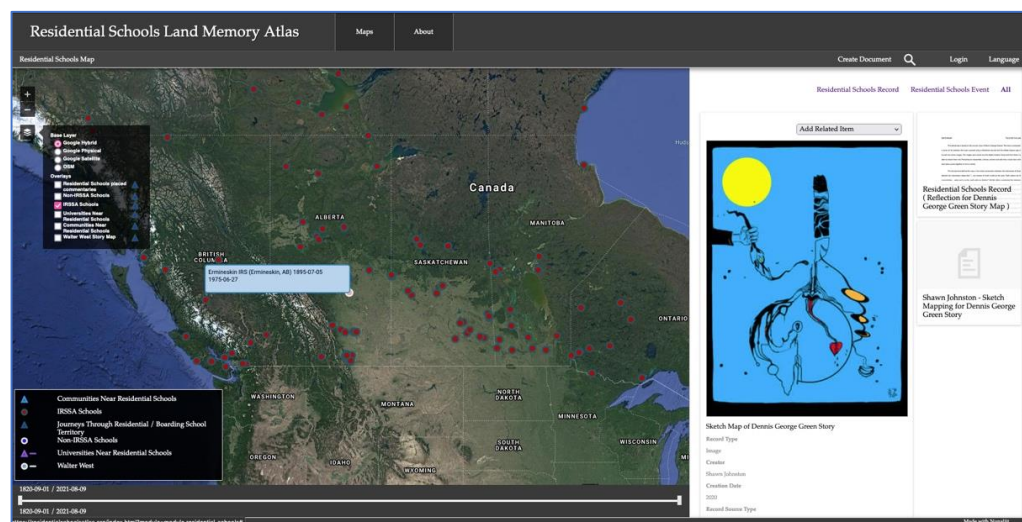 Residential Schools Land Memory Atlas
Maps
About
Residential Schools Map
Create Document
Login
Language
+
−
Base Layer
Google Hybrid
Google Physical
Google Satellite
OSM
Overlays
Residential Schools placed
commentaries
Non-IRSSA Schools
IRSSA Schools
Universities Near
Residential Schools
Communities Near
Residential Schools
Walter West Story Map
Canada
ALBERTA
MANITOBA
BRITISH
COLUMBIA
SASKATCHEWAN
ONTARIO
Ermineskin IRS (Ermineskin, AB) 1895-07-05
1975-06-27
WASHINGTON
MONTANA
NORTH
DAKOTA
MINNESOTA
SOUTH
DAKOTA
WISCONSIN
OREGON
IDAHO
WYOMING
Communities Near Residential Schools
IRSSA Schools
Journeys Through Residential / Boarding School
Territory
Non-IRSSA Schools
Universities Near Residential Schools
Walter West
1820-09-01 / 2021-08-09
1820-09-01 / 2021-08-09
Residential Schools Record
Residential Schools Event
All
Add Related Item
Sketch Map of Dennis George Green Story
Record Type
Image
Creator
Shawn Johnston
Creation Date
2020
Record Source Type
Residential Schools Record
( Reflection for Dennis
George Green Story Map )
Shawn Johnston - Sketch
Mapping for Dennis George
Green Story